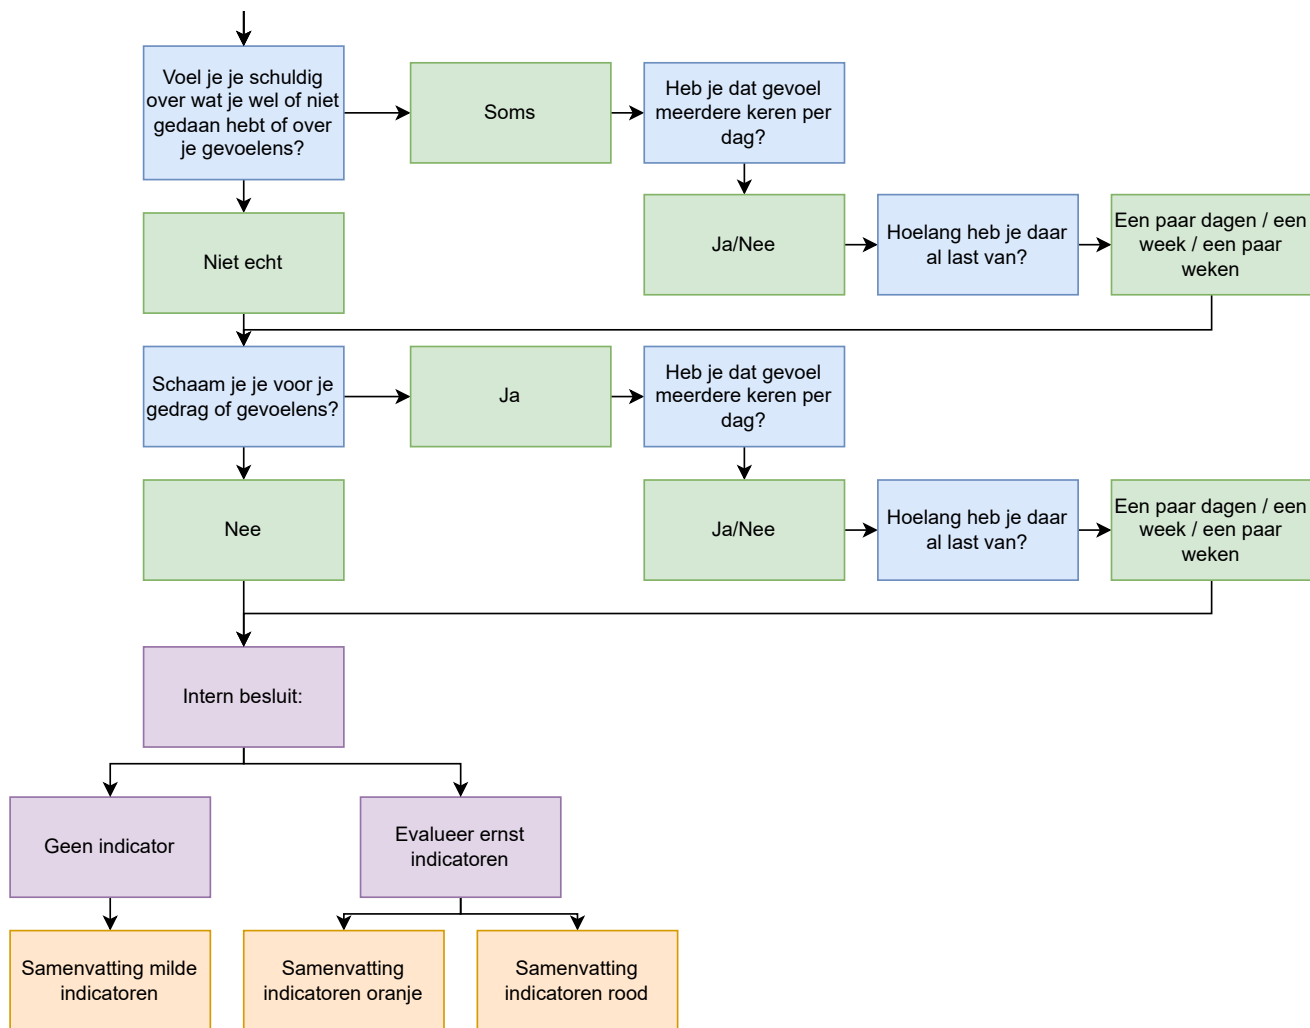 Voel je je schuldig
over wat je wel of niet
gedaan hebt of over
je gevoelens?
Soms
Heb je dat gevoel
meerdere keren per
dag?
Niet echt
Ja/Nee
Hoelang heb je daar
al last van?
Een paar dagen / een
week / een paar
weken
Schaam je je voor je
gedrag of gevoelens?
Ja
Heb je dat gevoel
meerdere keren per
dag?
Nee
Ja/Nee
Hoelang heb je daar
al last van?
Een paar dagen / een
week / een paar
weken
Intern besluit:
Geen indicator
Evalueer ernst
indicatoren
Samenvatting milde
indicatoren
Samenvatting
indicatoren oranje
Samenvatting
indicatoren rood